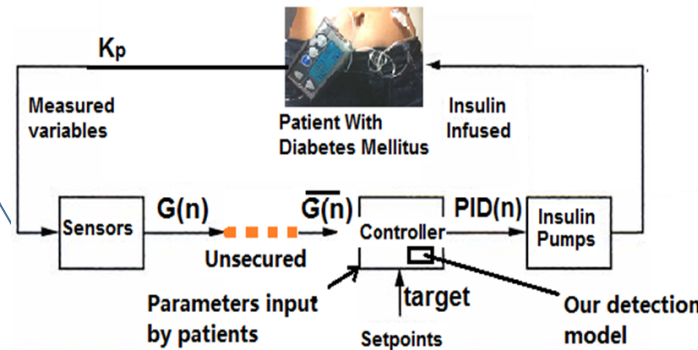 Kp
Measured
variables
Patient With
Diabetes Mellitus
Insulin
Infused
Sensors
G(n)
Unsecured
G̅(̅n̅)̅
Controller
PID(n)
Insulin
Pumps
Parameters input
by patients
target
Setpoints
Our detection
model